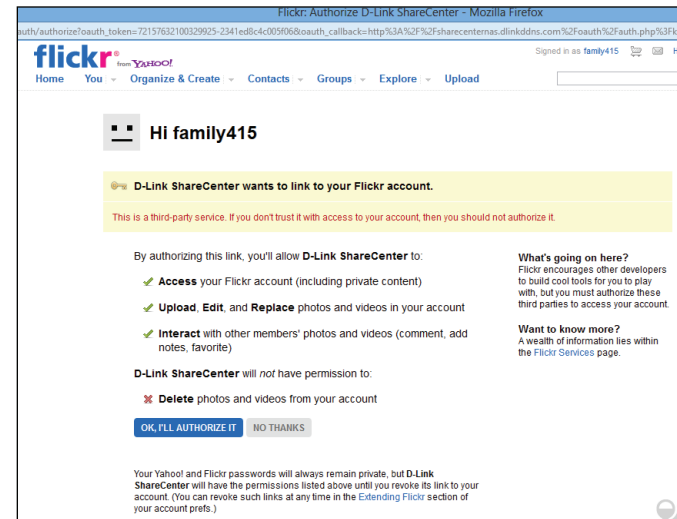 Flickr: Authorize D-Link ShareCenter - Mozilla Firefox
auth/authorize?oauth_token=72157632100329925-2341ed8c4c005f06&oauth_callback=http%3A%2F%2Fsharecenternas.dlinkddns.com%2Foauth%2Fauth.php%3Fk
flickr® from YAHOO!
Signed in as family415 H
Home You Organize & Create Contacts Groups Explore Upload
Hi family415
D-Link ShareCenter wants to link to your Flickr account.
This is a third-party service. If you don't trust it with access to your account, then you should not authorize it.
By authorizing this link, you'll allow D-Link ShareCenter to:
Access your Flickr account (including private content)
Upload, Edit, and Replace photos and videos in your account
Interact with other members' photos and videos (comment, add
notes, favorite)
D-Link ShareCenter will not have permission to:
Delete photos and videos from your account
OK, I'LL AUTHORIZE IT NO THANKS
Your Yahoo! and Flickr passwords will always remain private, but D-Link
ShareCenter will have the permissions listed above until you revoke its link to your
account. (You can revoke such links at any time in the Extending Flickr section of
your account prefs.)
What's going on here?
Flickr encourages other developers
to build cool tools for you to play
with, but you must authorize these
third parties to access your account.
Want to know more?
A wealth of information lies within
the Flickr Services page.